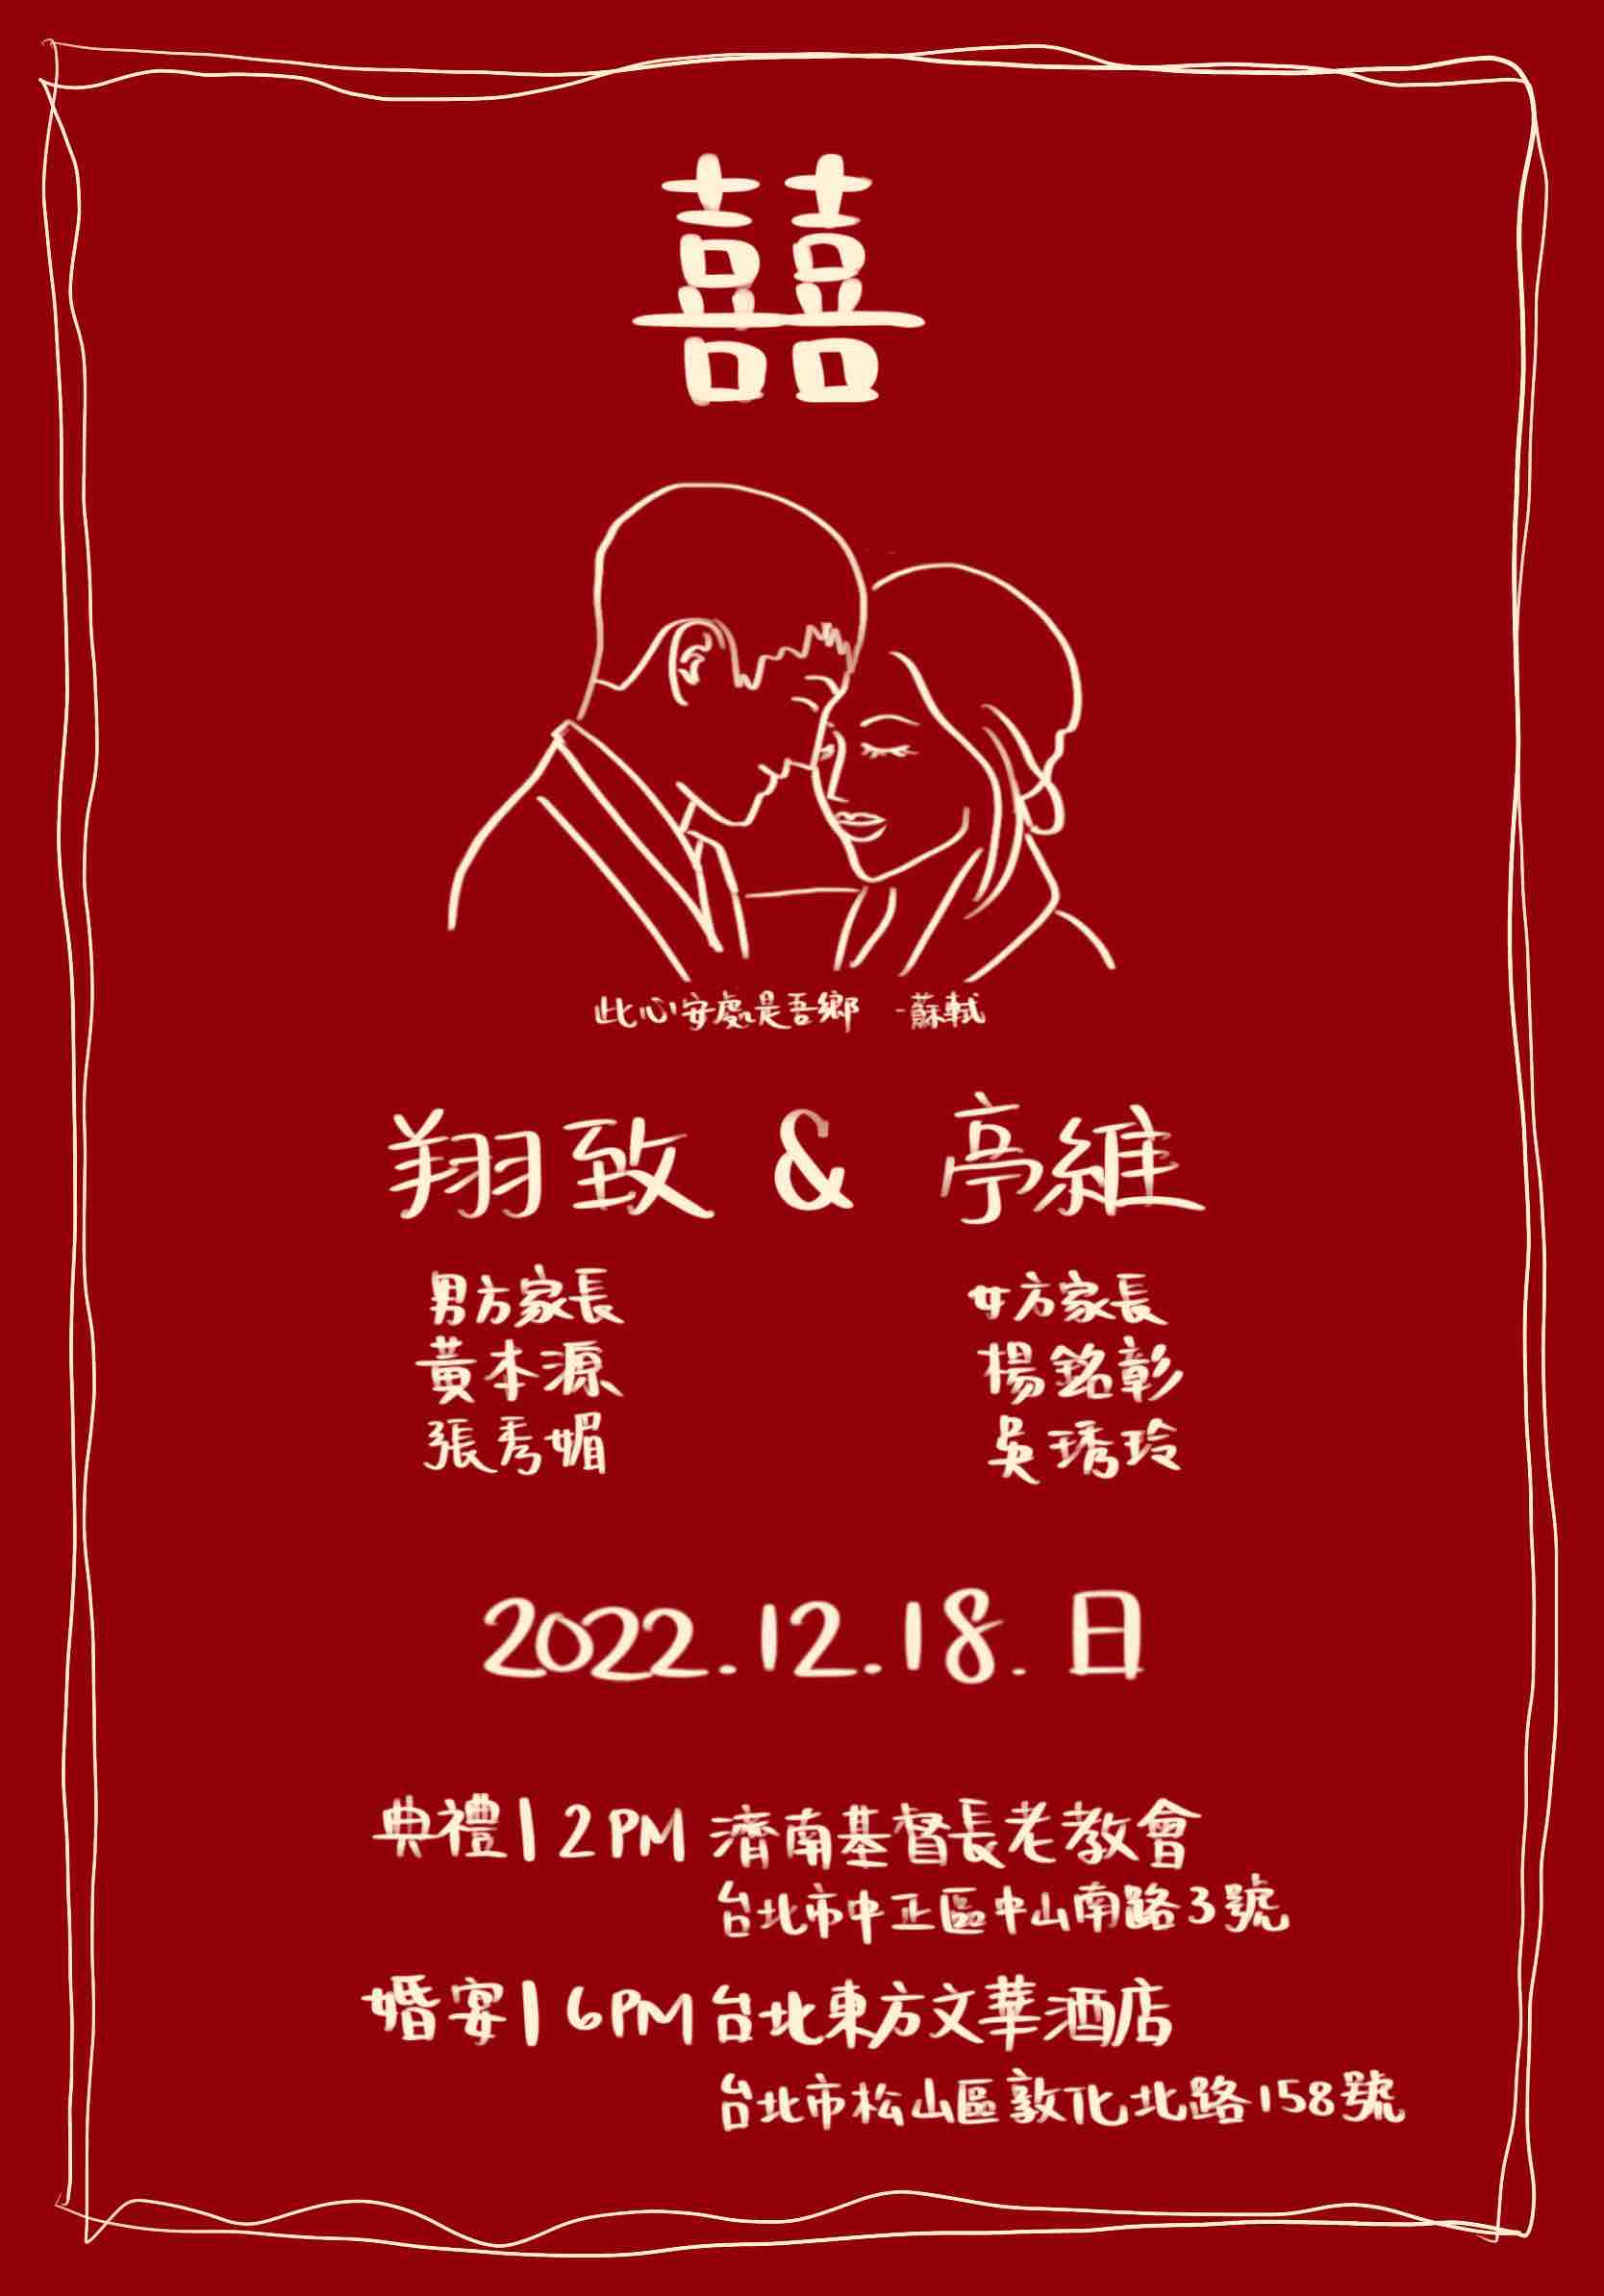 囍
此心安處是吾鄉 -蘇軾
翔致 & 亭維
男方家長 女方家長
黃本源 楊銘彰
張秀媚 吳琇玲
2022.12.18. 日
典禮|2PM 濟南基督長老教會
台北市中正區中山南路3號
婚宴|6PM 台北東方文華酒店
台北市松山區敦化北路158號